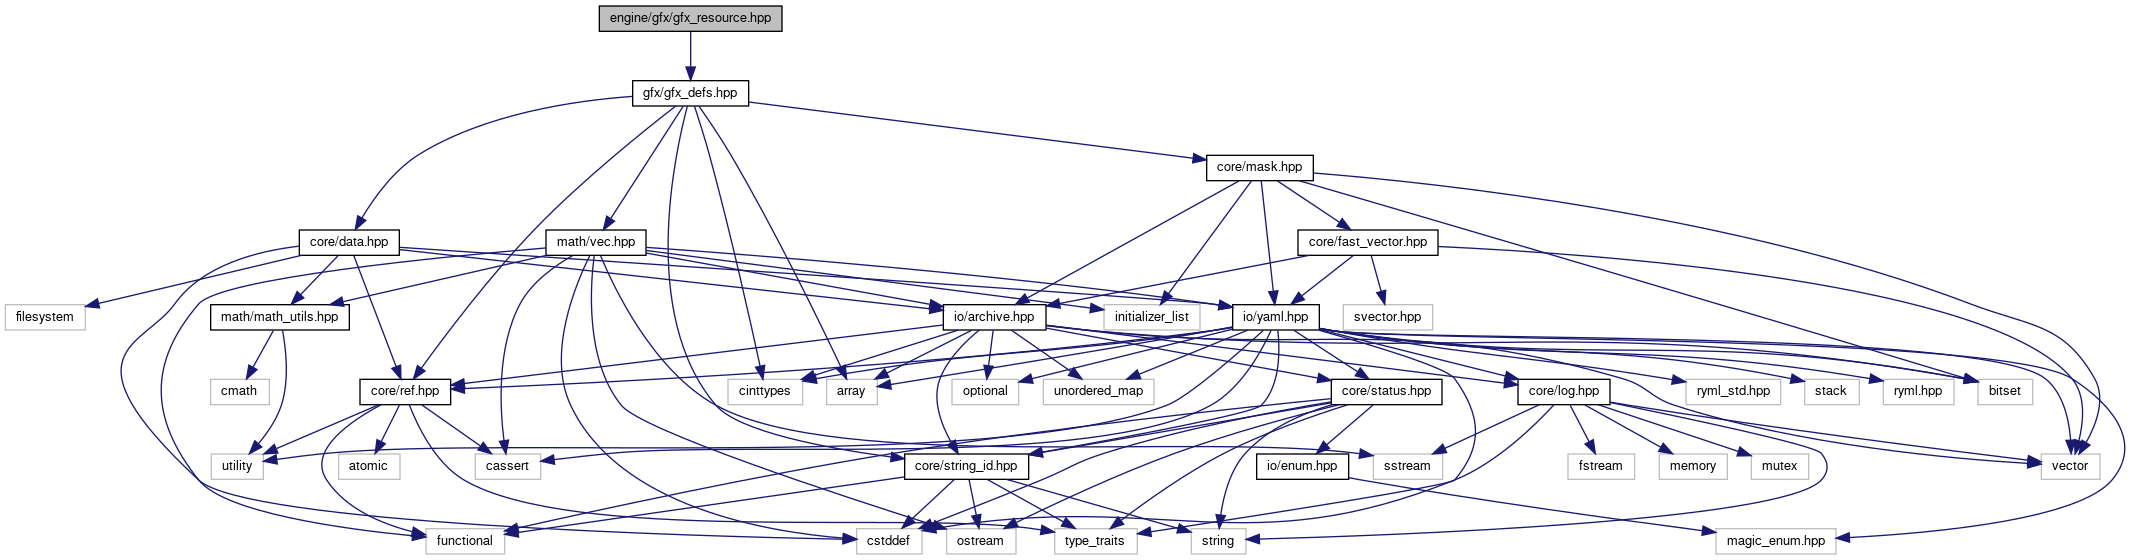 engine/gfx/gfx_resource.hpp
gfx/gfx_defs.hpp
core/mask.hpp
core/data.hpp
math/vec.hpp
core/fast_vector.hpp
filesystem
math/math_utils.hpp
io/archive.hpp
initializer_list
io/yaml.hpp
svector.hpp
cmath
core/ref.hpp
cinttypes
array
optional
unordered_map
core/status.hpp
core/log.hpp
ryml_std.hpp
stack
ryml.hpp
bitset
utility
atomic
cassert
core/string_id.hpp
io/enum.hpp
sstream
fstream
memory
mutex
vector
functional
cstddef
ostream
type_traits
string
magic_enum.hpp